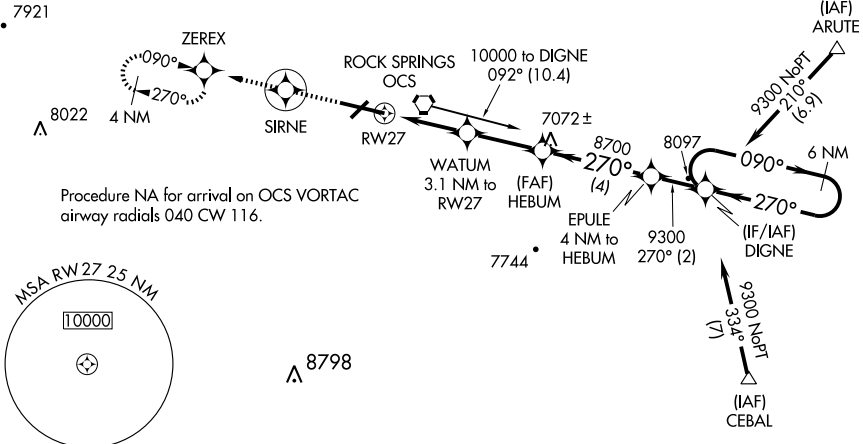 7921
ZEREX
090°
270°
4 NM
8022
SIRNE
ROCK SPRINGS
OCS
10000 to DIGNE
092° (10.4)
RW27
WATUM
3.1 NM to
RW27
7072 ±
(FAF)
HEBUM
8700
270°
(4)
EPULE
4 NM to
HEBUM
8097
9300
270° (2)
(IAF)
ARUTE
9300 NoPT
210°
(6.9)
090°
6 NM
270°
(IF/IAF)
DIGNE
Procedure NA for arrival on OCS VORTAC
airway radials 040 CW 116.
7744
9300 NoPT
334°
(7)
(IAF)
CEBAL
MSA RW 27 25 NM
10000
8798